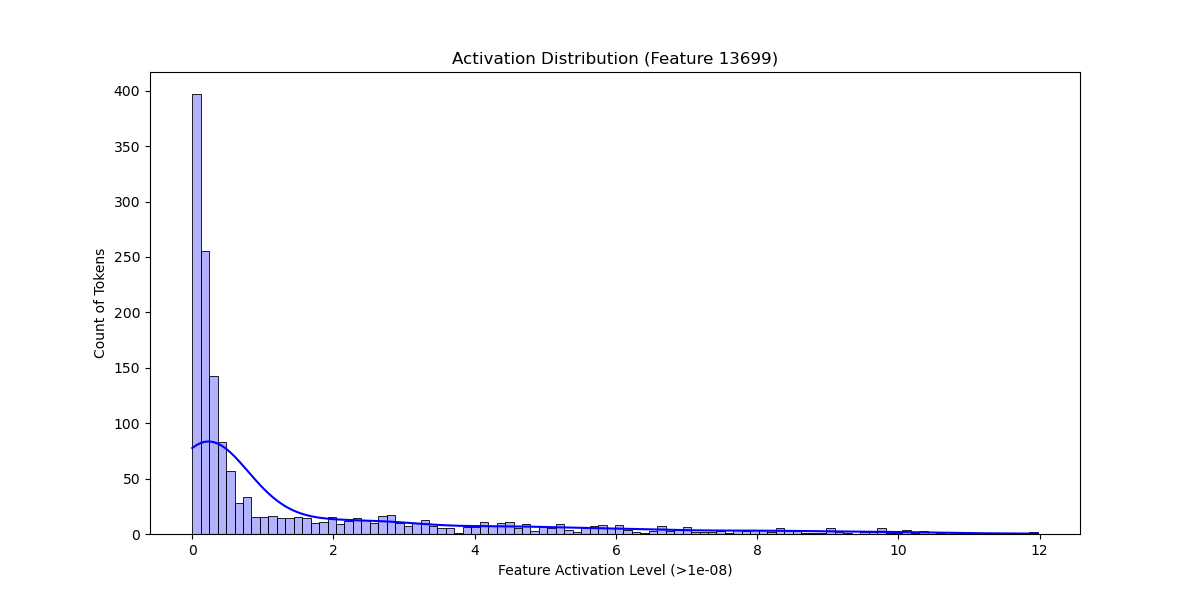 Activation Distribution (Feature 13699)
400
350
300
250
200
150
100
50
0
Count of Tokens
0 2 4 6 8 10 12
Feature Activation Level (>1e-08)